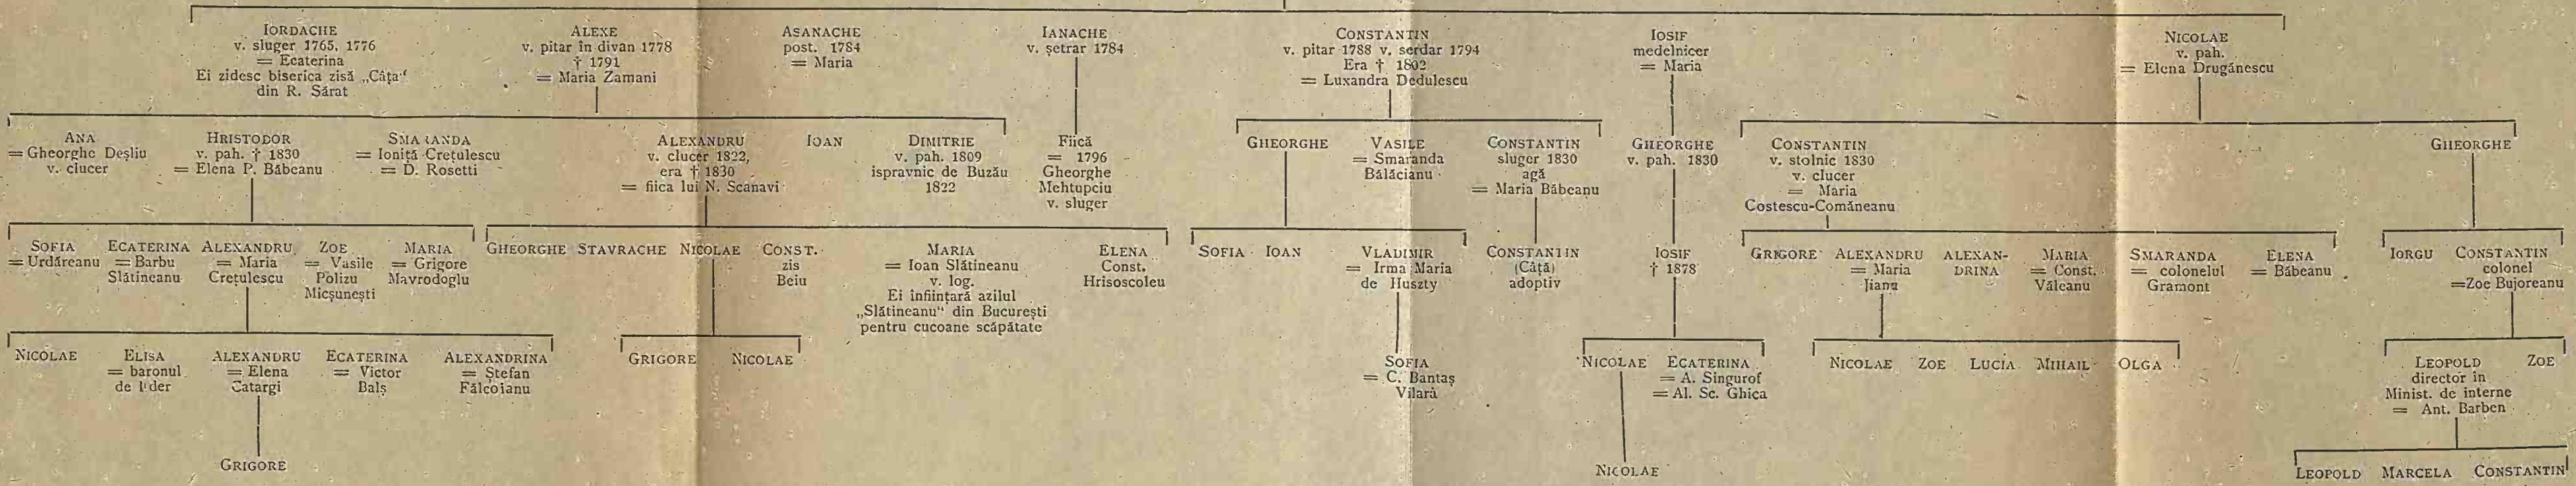 IORDACHE
v. sluger 1765, 1776
= Ecaterina
Ei zidesc biserica zisă „Câța"
din R. Sărat
ALEXE
v. pitar în divan 1778
† 1791
= Maria Zamani
ASANACHE
post. 1784
= Maria
IANACHE
v. șetrar 1784
CONSTANTIN
v. pitar 1788 v. serdar 1794
Era † 1802
= Luxandra Dedulescu
IOSIF
medelnicer
= Maria
NICOLAE
v. pah.
= Elena Drugănescu
ANA
= Gheorghe Deșliu
v. clucer
HRISTODOR
v. pah. † 1830
= Elena P. Băbeanu
SMARANDA
= Ioniță Crețulescu
= D. Rosetti
ALEXANDRU
v. clucer 1822,
era † 1830
= fiica lui N. Scanavi
IOAN
DIMITRIE
v. pah. 1809
ispravnic de Buzău
1822
Fiică
= 1796
Gheorghe
Mehtupciu
v. sluger
GHEORGHE
VASILE
= Smaranda
Bălăcianu
CONSTANTIN
sluger 1830
agă
= Maria Băbeanu
GHEORGHE
v. pah. 1830
CONSTANTIN
v. stolnic 1830
v. clucer
= Maria
Costescu-Comăneanu
GHEORGHE
SOFIA
= Urdăreanu
ECATERINA
= Barbu
Slătineanu
ALEXANDRU
= Maria
Crețulescu
ZOE
= Vasile
Polizu
Micșunești
MARIA
= Grigore
Mavrodoglu
GHEORGHE
STAVRACHE
NICOLAE
CONST.
zis
Beiu
MARIA
= Ioan Slătineanu
v. log.
Ei înființară azilul
„Slătineanu" din București
pentru cucoane scăpătate
ELENA
Const.
Hrisoscoleu
SOFIA
IOAN
VLADIMIR
= Irma Maria
de Huszty
CONSTANTIN
(Câță)
adoptiv
IOSIF
† 1878
GRIGORE
ALEXANDRU
= Maria
Jianu
ALEXAN-
DRINA
MARIA
= Const.
Văleanu
SMARANDA
= colonelul
Gramont
ELENA
= Băbeanu
IORGU
CONSTANTIN
colonel
=Zoe Bujoreanu
NICOLAE
ELISA
= baronul
de
ALEXANDRU
= Elena
Catargi
ECATERINA
= Victor
Balș
ALEXANDRINA
= Ștefan
Fălcoianu
GRIGORE
NICOLAE
SOFIA
= C. Bantaș
Vilară
NICOLAE
ECATERINA
= A. Singurof
= Al. Sc. Ghica
NICOLAE
ZOE
LUCIA
MIHAIL
OLGA
LEOPOLD
director in
Minist. de interne
= Ant. Barben
ZOE
GRIGORE
NICOLAE
LEOPOLD
MARCELA
CONSTANTIN